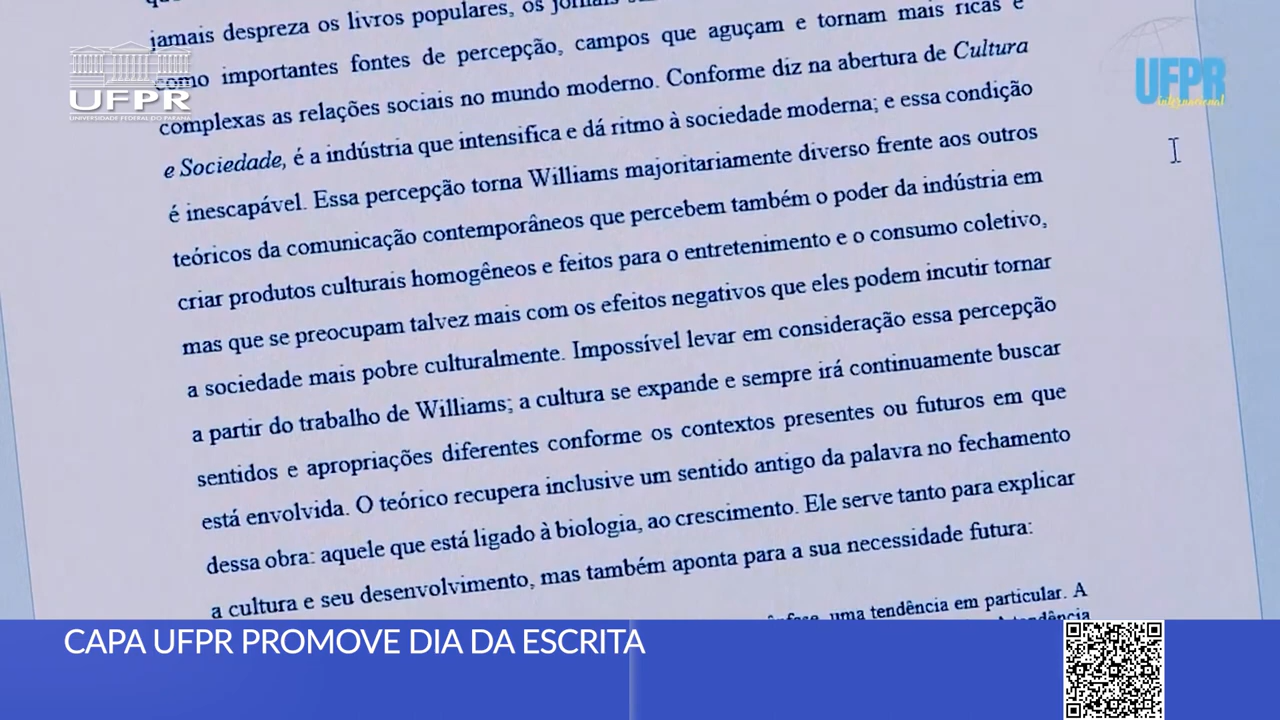 jamais despreza os livros populares, os
como importantes fontes de percepção, campos que aguçam e tornam mais ricas e
complexas as relações sociais no mundo moderno. Conforme diz na abertura de Cultura
e Sociedade, é a indústria que intensifica e dá ritmo à sociedade moderna; e essa condição
é inescapável. Essa percepção torna Williams majoritariamente diverso frente aos outros
teóricos da comunicação contemporâneos que percebem também o poder da indústria em
criar produtos culturais homogêneos e feitos para o entretenimento e o consumo coletivo,
mas que se preocupam talvez mais com os efeitos negativos que eles podem incutir tornar
a sociedade mais pobre culturalmente. Impossível levar em consideração essa percepção
a partir do trabalho de Williams; a cultura se expande e sempre irá continuamente buscar
sentidos e apropriações diferentes conforme os contextos presentes ou futuros em que
está envolvida. O teórico recupera inclusive um sentido antigo da palavra no fechamento
dessa obra: aquele que está ligado à biologia, ao crescimento. Ele serve tanto para explicar
a cultura e seu desenvolvimento, mas também aponta para a sua necessidade futura:
uma tendência em particular. A
UFPR
UNIVERSIDADE FEDERAL DO PARANÁ
UFPR
internacional
CAPA UFPR PROMOVE DIA DA ESCRITA